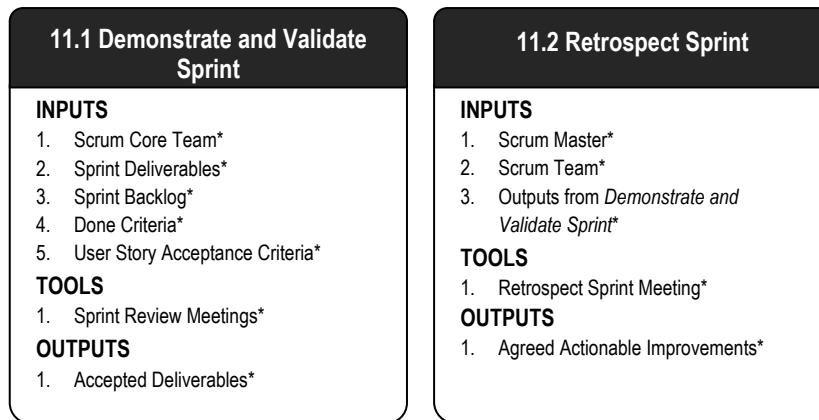 11.1 Demonstrate and Validate
Sprint
INPUTS
1. Scrum Core Team*
2. Sprint Deliverables*
3. Sprint Backlog*
4. Done Criteria*
5. User Story Acceptance Criteria*
TOOLS
1. Sprint Review Meetings*
OUTPUTS
1. Accepted Deliverables*
11.2 Retrospect Sprint
INPUTS
1. Scrum Master*
2. Scrum Team*
3. Outputs from Demonstrate and
Validate Sprint*
TOOLS
1. Retrospect Sprint Meeting*
OUTPUTS
1. Agreed Actionable Improvements*